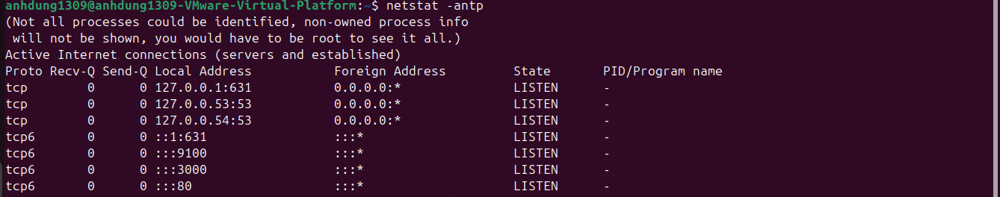 anhdung1309@anhdung1309-VMware-Virtual-Platform:~$ netstat -antp
(Not all processes could be identified, non-owned process info
 will not be shown, you would have to be root to see it all.)
Active Internet connections (servers and established)
Proto Recv-Q Send-Q Local Address           Foreign Address         State       PID/Program name
tcp        0      0 127.0.0.1:631           0.0.0.0:*               LISTEN      -
tcp        0      0 127.0.0.53:53           0.0.0.0:*               LISTEN      -
tcp        0      0 127.0.0.54:53           0.0.0.0:*               LISTEN      -
tcp6       0      0 ::1:631                 :::*                    LISTEN      -
tcp6       0      0 :::9100                 :::*                    LISTEN      -
tcp6       0      0 :::3000                 :::*                    LISTEN      -
tcp6       0      0 :::80                   :::*                    LISTEN      -